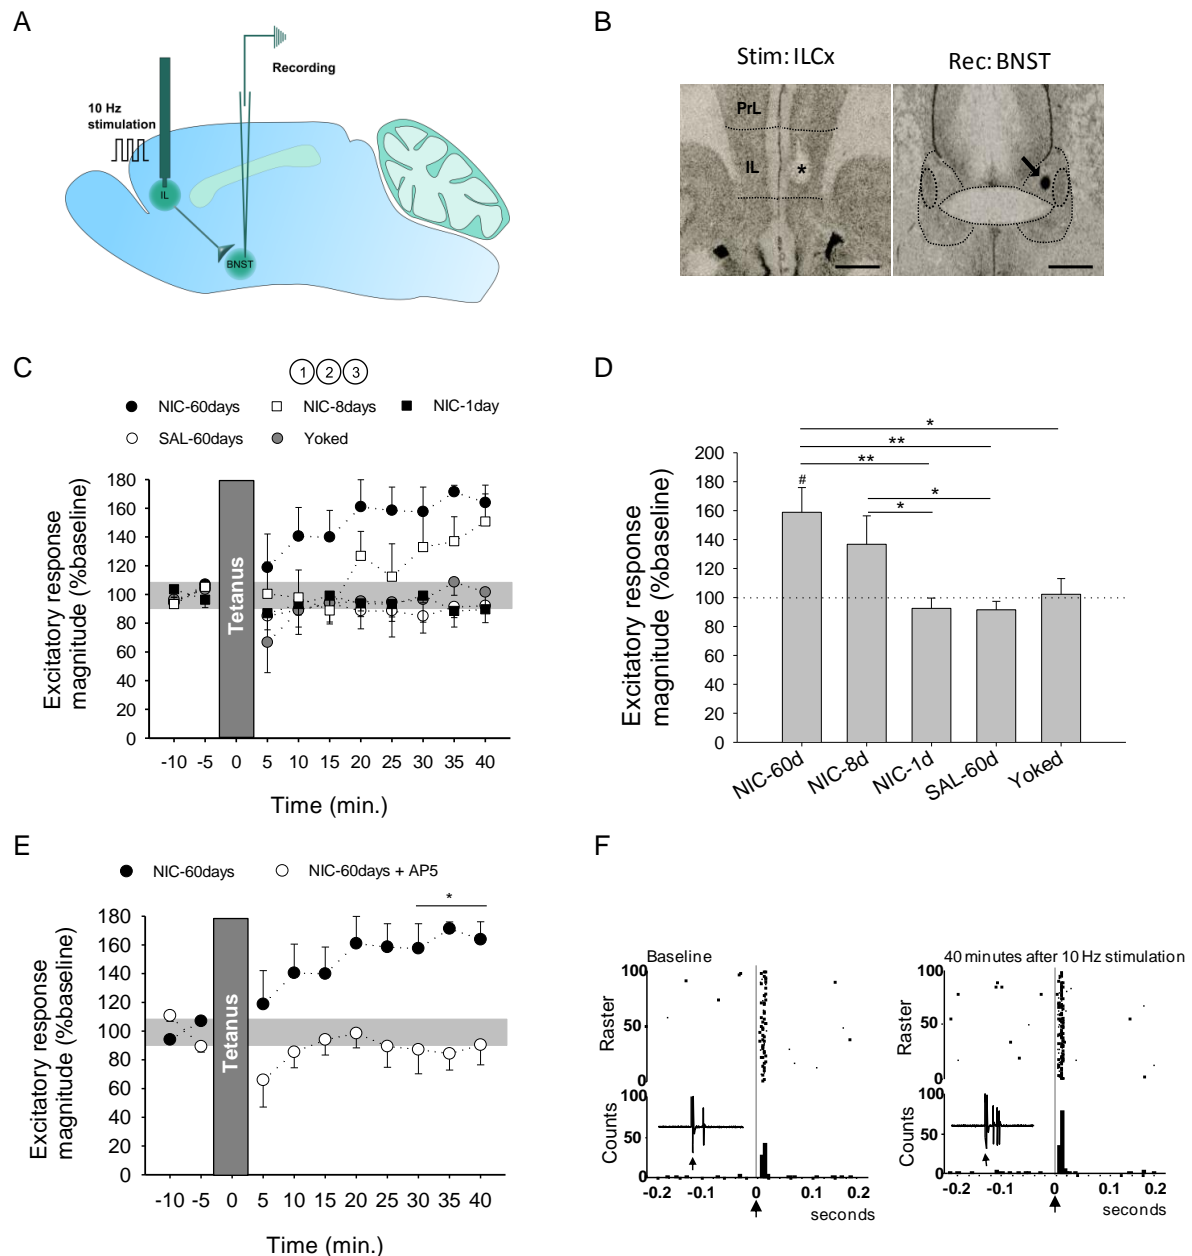 A
Recording
10 Hz
stimulation
IL
BNST
B
Stim: ILCx
Rec: BNST
PrL
IL
*
C
1 2 3
NIC-60days
NIC-8days
NIC-1day
SAL-60days
Yoked
Excitatory response
magnitude (%baseline)
180
160
140
120
100
80
60
40
20
0
Tetanus
-10 -5 0 5 10 15 20 25 30 35 40
Time (min.)
D
*
**
**
*
*
#
Excitatory response
magnitude (%baseline)
200
180
160
140
120
100
80
60
40
20
0
NIC-60d
NIC-8d
NIC-1d
SAL-60d
Yoked
E
NIC-60days
NIC-60days + AP5
*
Excitatory response
magnitude (%baseline)
180
160
140
120
100
80
60
40
20
0
Tetanus
-10 -5 0 5 10 15 20 25 30 35 40
Time (min.)
F
Baseline
Raster
100
50
0
Counts
100
50
-0.2 -0.1 0 0.1 0.2
seconds
40 minutes after 10 Hz stimulation
Raster
100
50
0
Counts
100
50
0
-0.2 -0.1 0 0.1 0.2
seconds